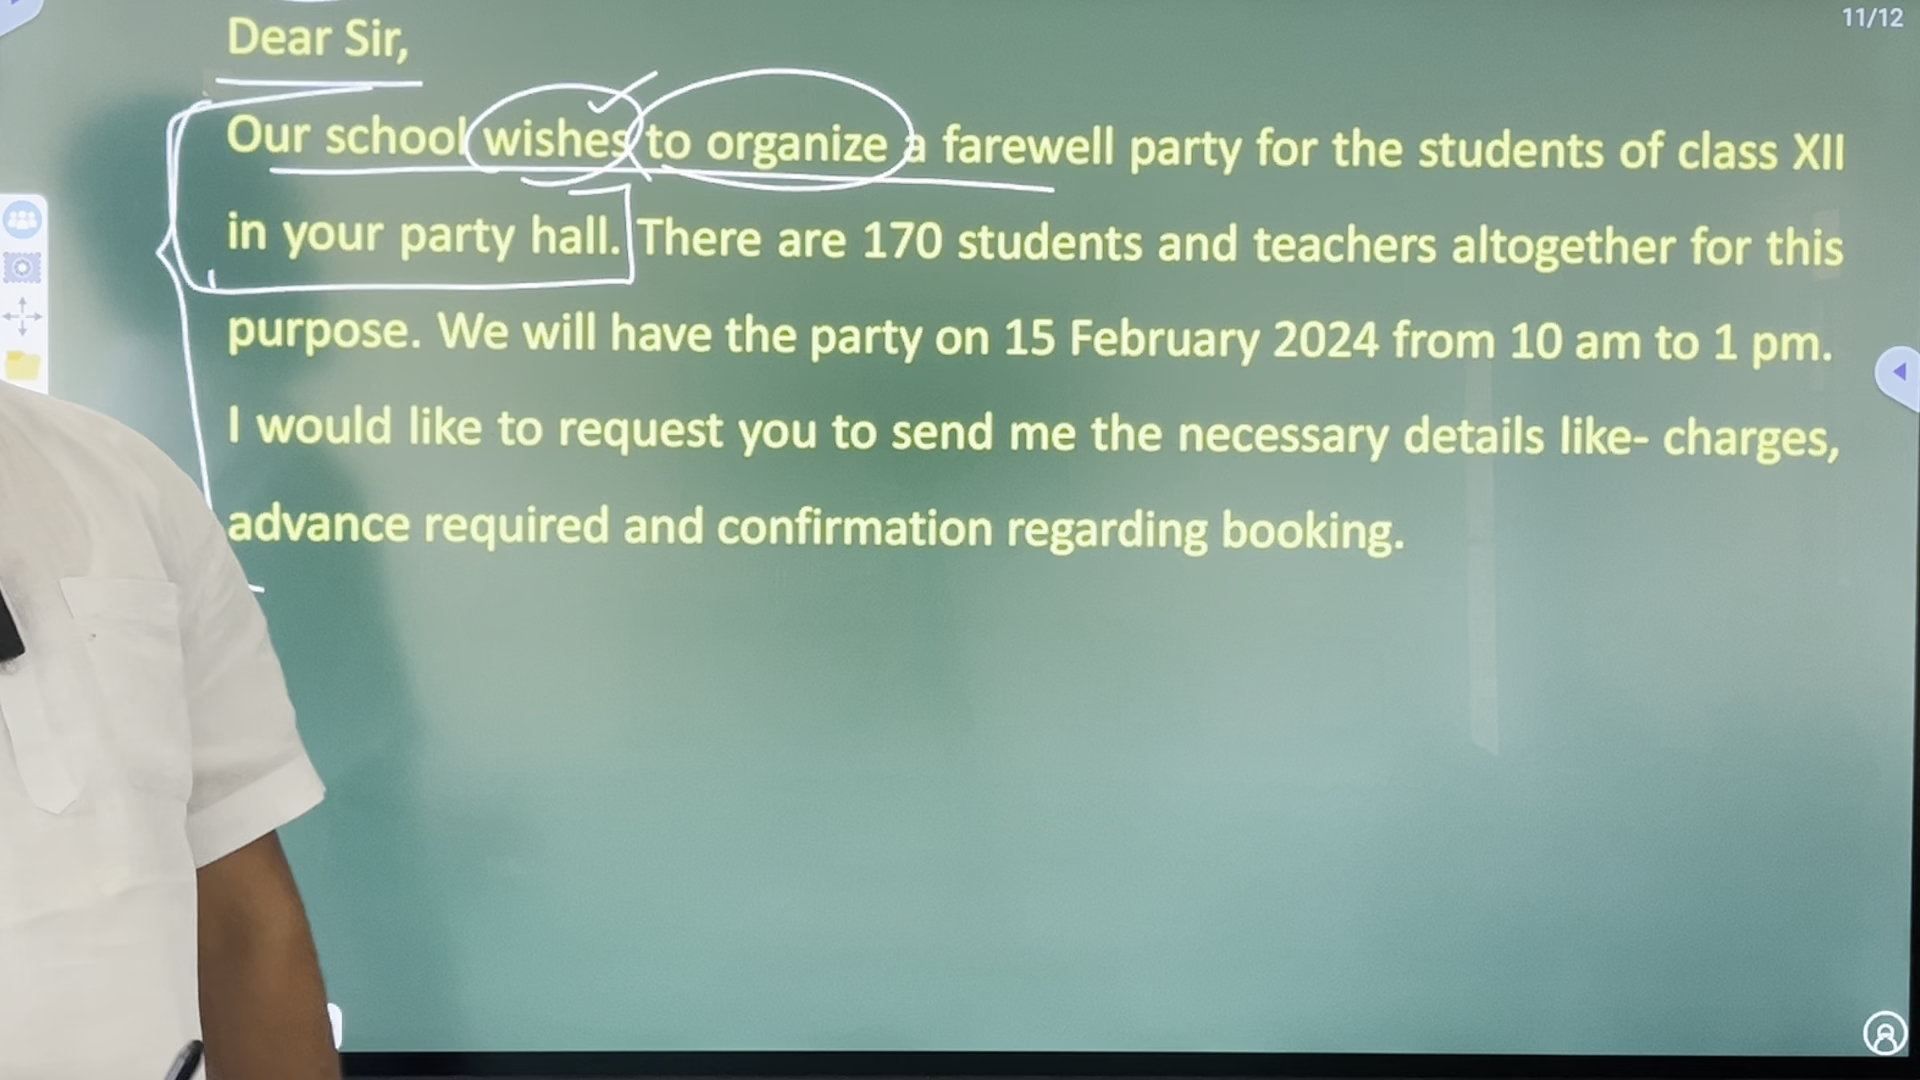 11/12
Dear Sir,
Our school wishes to organize a farewell party for the students of class XII
in your party hall. There are 170 students and teachers altogether for this
purpose. We will have the party on 15 February 2024 from 10 am to 1 pm.
I would like to request you to send me the necessary details like- charges,
advance required and confirmation regarding booking.